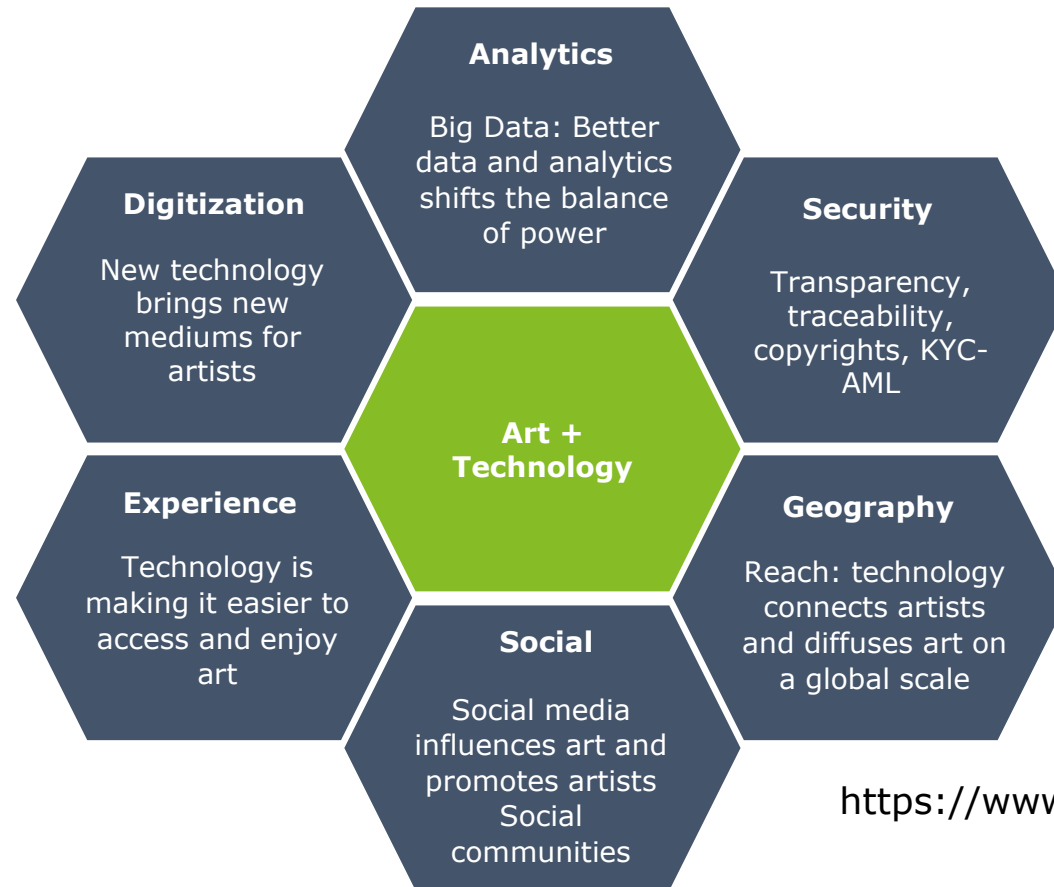 Analytics
Big Data: Better
data and analytics
shifts the balance
of power
Digitization
New technology
brings new
mediums for
artists
Security
Transparency,
traceability,
copyrights, KYC-
AML
Art +
Technology
Experience
Technology is
making it easier to
access and enjoy
art
Geography
Reach: technology
connects artists
and diffuses art on
a global scale
Social
Social media
influences art and
promotes artists
Social
communities
https://www